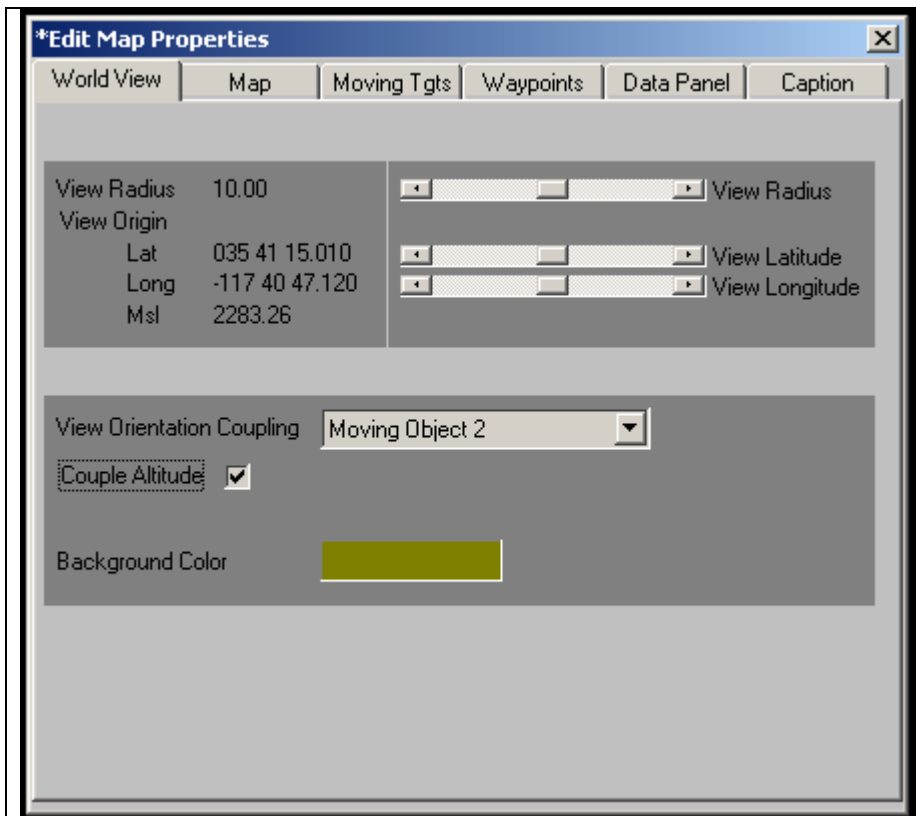 *Edit Map Properties
World View Map Moving Tgts Waypoints Data Panel Caption
View Radius 10.00 View Radius
View Origin
Lat 035 41 15.010 View Latitude
Long -117 40 47.120 View Longitude
Msl 2283.26
View Orientation Coupling Moving Object 2
Couple Altitude
Background Color